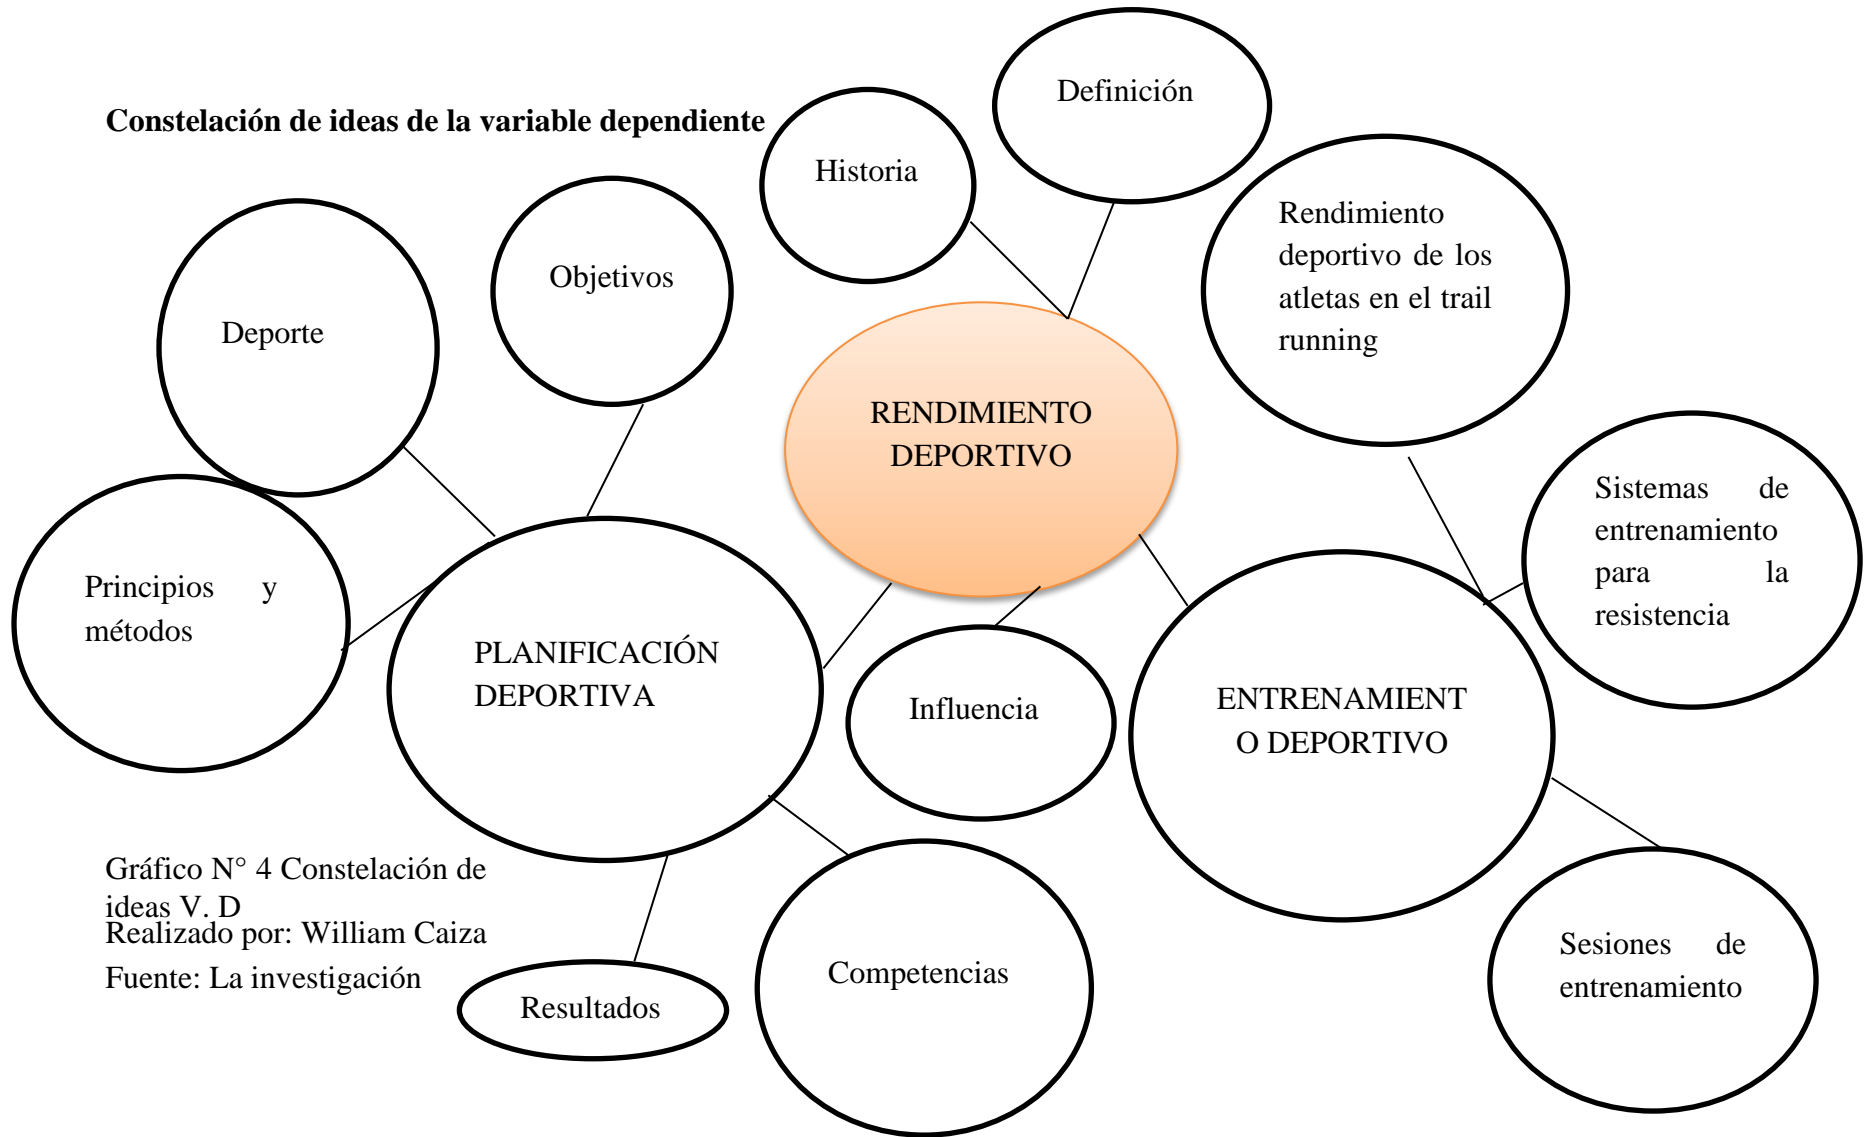 Constelación de ideas de la variable dependiente
Definición
Historia
Rendimiento
deportivo de los
atletas en el trail
running
Objetivos
Deporte
RENDIMIENTO
DEPORTIVO
Sistemas de
entrenamiento
para la
resistencia
Principios y
métodos
PLANIFICACIÓN
DEPORTIVA
Influencia
ENTRENAMIENT
O DEPORTIVO
Gráfico N° 4 Constelación de
ideas V. D
Realizado por: William Caiza
Fuente: La investigación
Resultados
Competencias
Sesiones de
entrenamiento